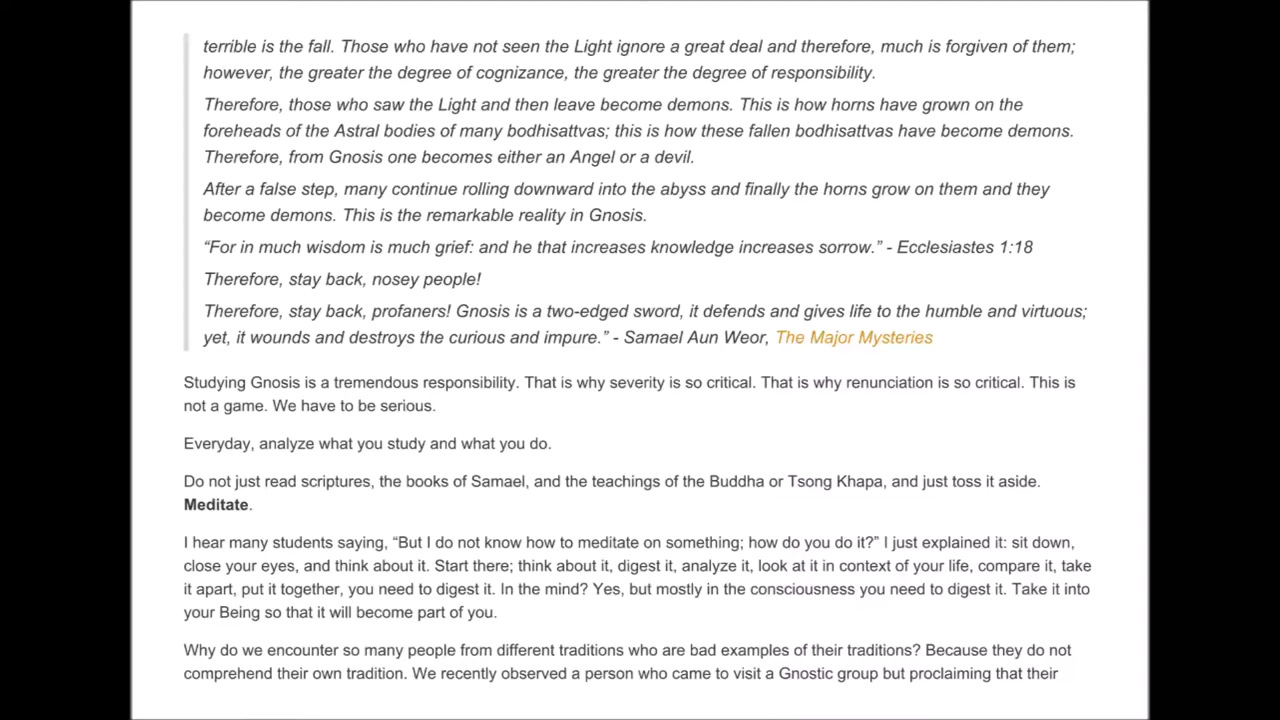 terrible is the fall. Those who have not seen the Light ignore a great deal and therefore, much is forgiven of them;
however, the greater the degree of cognizance, the greater the degree of responsibility.
Therefore, those who saw the Light and then leave become demons. This is how horns have grown on the
foreheads of the Astral bodies of many bodhisattvas; this is how these fallen bodhisattvas have become demons.
Therefore, from Gnosis one becomes either an Angel or a devil.
After a false step, many continue rolling downward into the abyss and finally the horns grow on them and they
become demons. This is the remarkable reality in Gnosis.
“For in much wisdom is much grief: and he that increases knowledge increases sorrow.” - Ecclesiastes 1:18
Therefore, stay back, nosey people!
Therefore, stay back, profaners! Gnosis is a two-edged sword, it defends and gives life to the humble and virtuous;
yet, it wounds and destroys the curious and impure.” - Samael Aun Weor, The Major Mysteries
Studying Gnosis is a tremendous responsibility. That is why severity is so critical. That is why renunciation is so critical. This is
not a game. We have to be serious.
Everyday, analyze what you study and what you do.
Do not just read scriptures, the books of Samael, and the teachings of the Buddha or Tsong Khapa, and just toss it aside.
Meditate.
I hear many students saying, “But I do not know how to meditate on something; how do you do it?” I just explained it: sit down,
close your eyes, and think about it. Start there; think about it, digest it, analyze it, look at it in context of your life, compare it, take
it apart, put it together, you need to digest it. In the mind? Yes, but mostly in the consciousness you need to digest it. Take it into
your Being so that it will become part of you.
Why do we encounter so many people from different traditions who are bad examples of their traditions? Because they do not
comprehend their own tradition. We recently observed a person who came to visit a Gnostic group but proclaiming that their